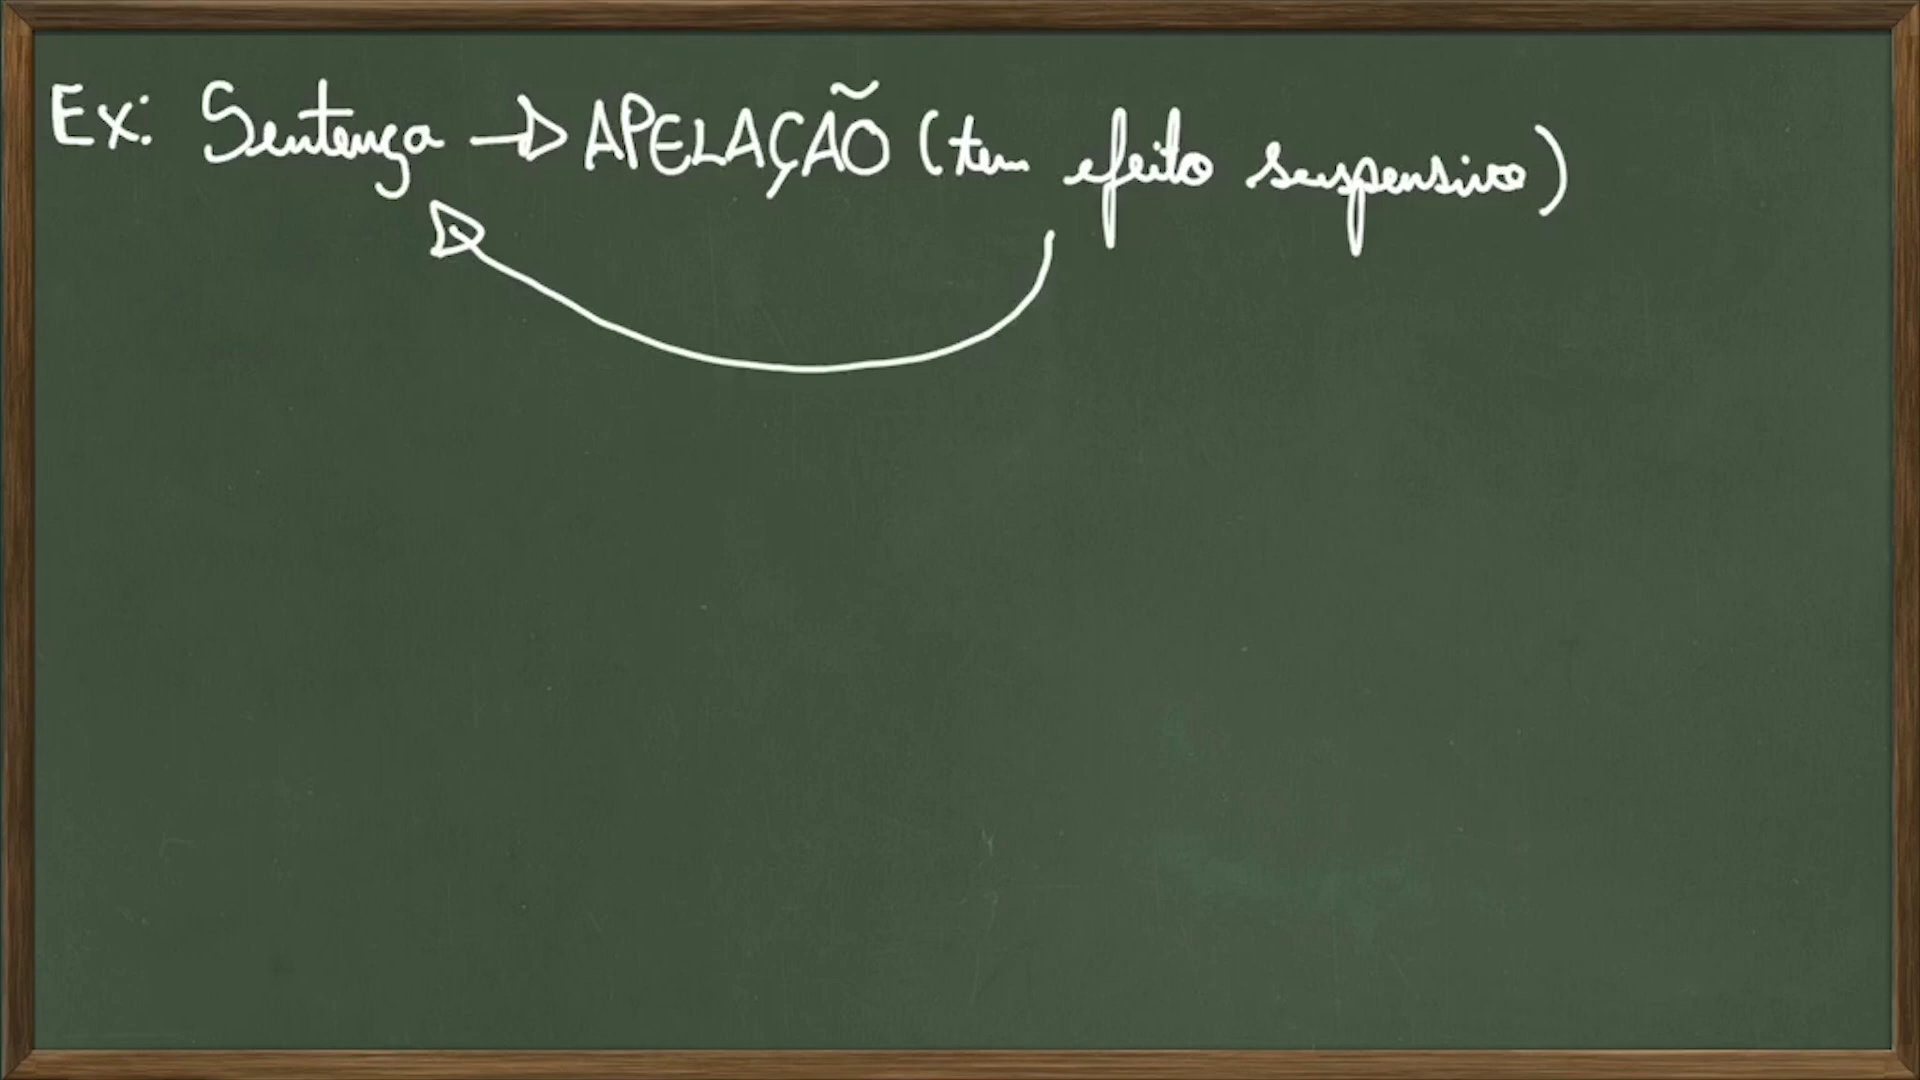 Ex: Sentença → APELAÇÃO (tem efeito suspensivo)